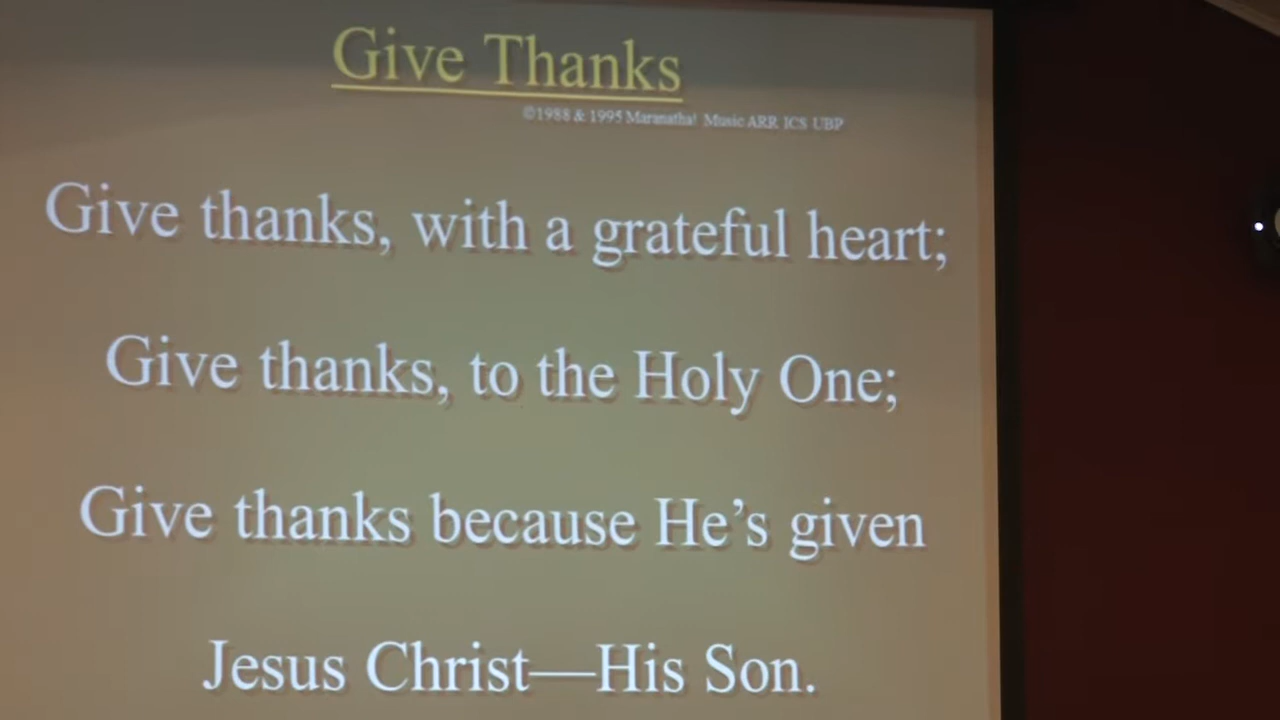 Give Thanks
©1988 & 1995 Maranatha! Music ARR ICS UBP
Give thanks, with a grateful heart;
Give thanks, to the Holy One;
Give thanks because He’s given
Jesus Christ—His Son.